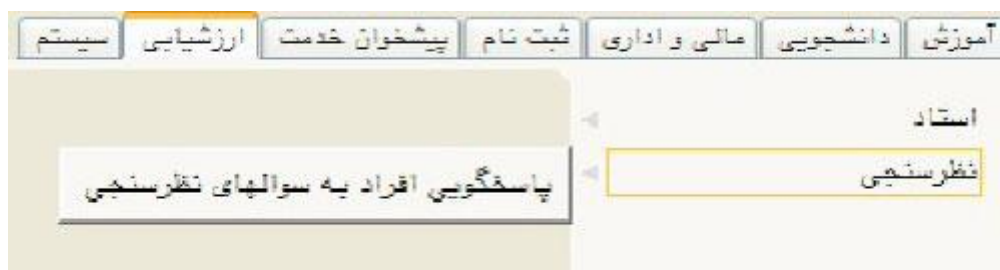 آموزش دانشجویی مالی و اداری ثبت نام پیشخوان خدمت ارزشیابی سیستم
استاد
نظرسنجی
پاسخگویی افراد به سوالهای نظرسنجی